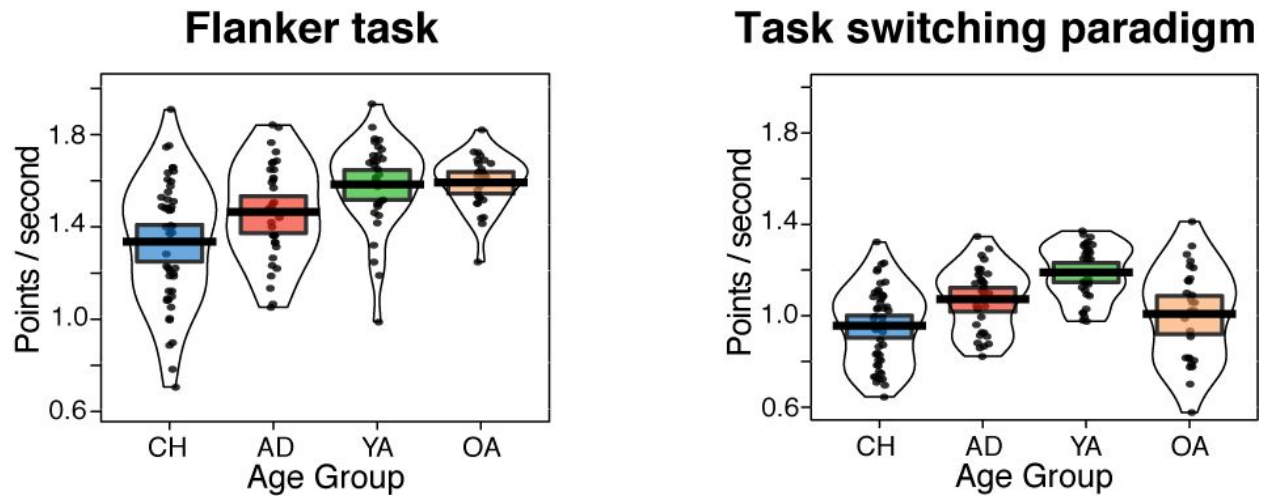 Flanker task
Points / second
1.8
1.4
1.0
0.6
CH AD YA OA
Age Group
Task switching paradigm
Points / second
1.8
1.4
1.0
0.6
CH AD YA OA
Age Group